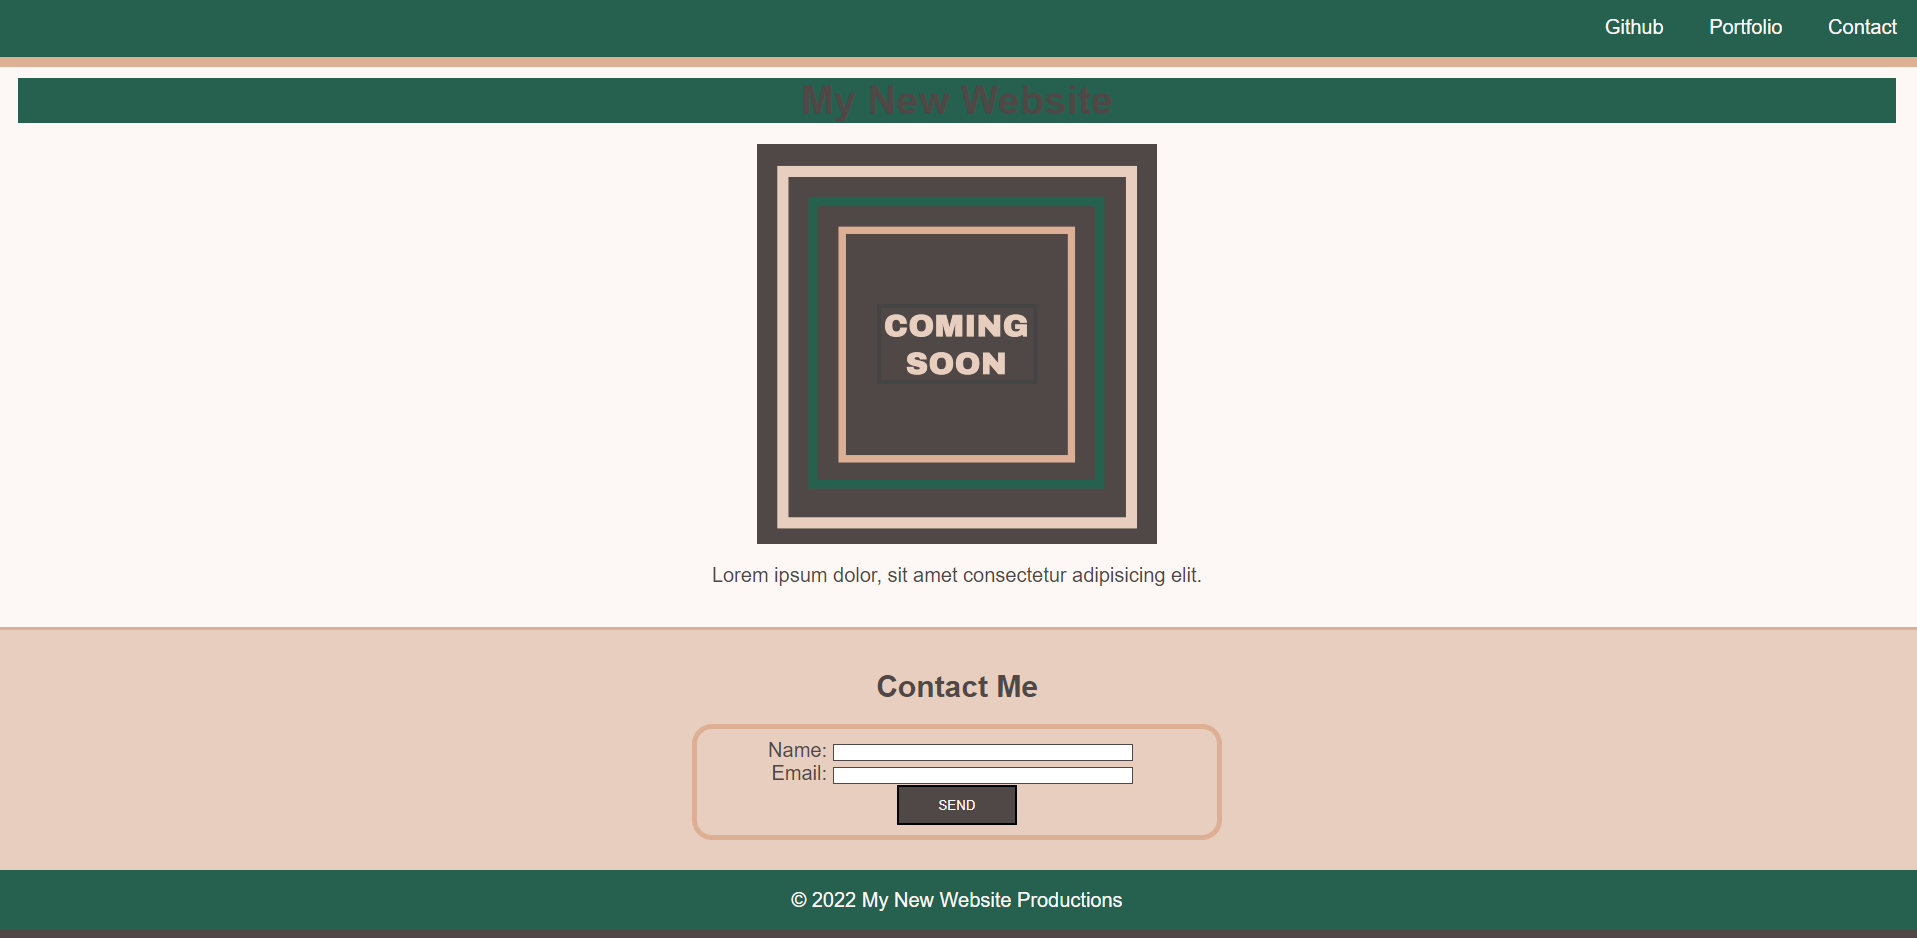 Github Portfolio Contact
My New Website
COMING
SOON
Lorem ipsum dolor, sit amet consectetur adipisicing elit.
Contact Me
Name:
Email:
SEND
© 2022 My New Website Productions